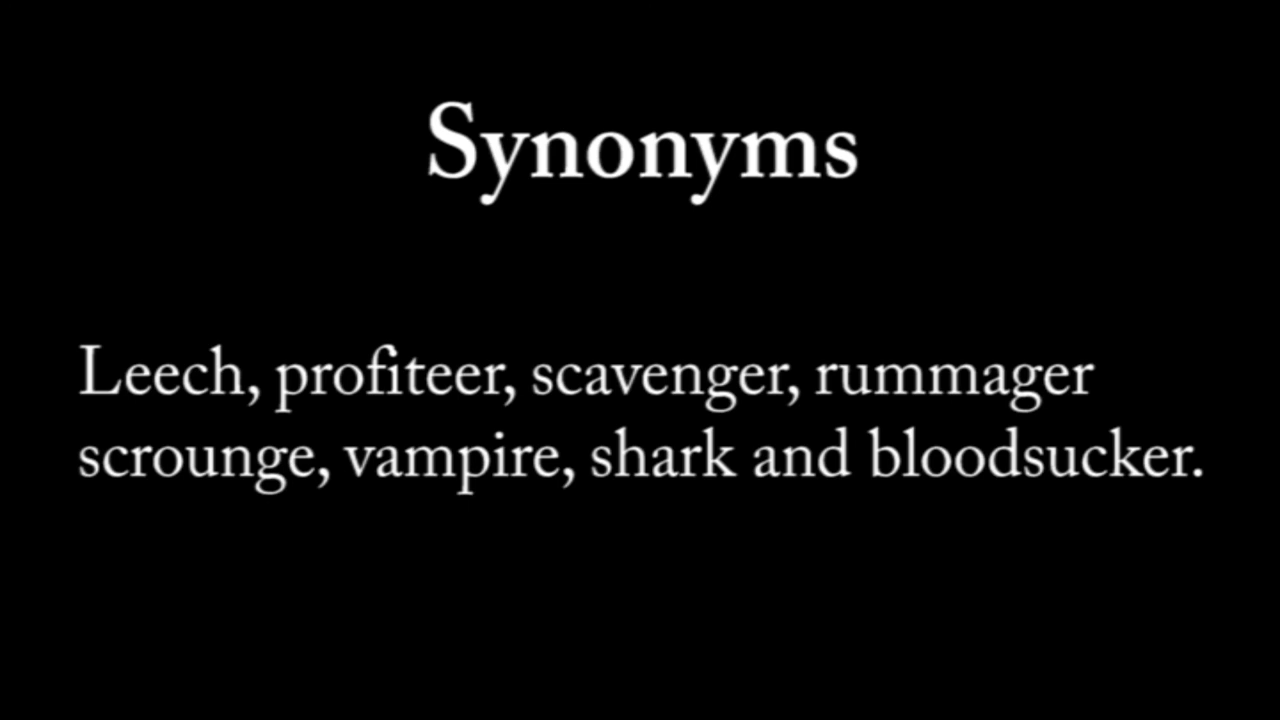 Synonyms
Leech, profiteer, scavenger, rummager
scrounge, vampire, shark and bloodsucker.